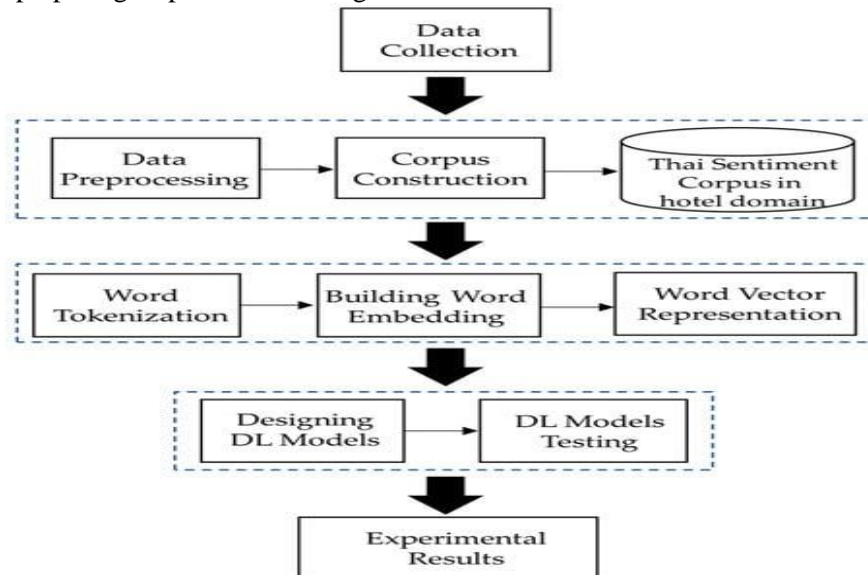 Data
Collection
Data
Preprocessing
Corpus
Construction
Thai Sentiment
Corpus in
hotel domain
Word
Tokenization
Building Word
Embedding
Word Vector
Representation
Designing
DL Models
DL Models
Testing
Experimental
Results